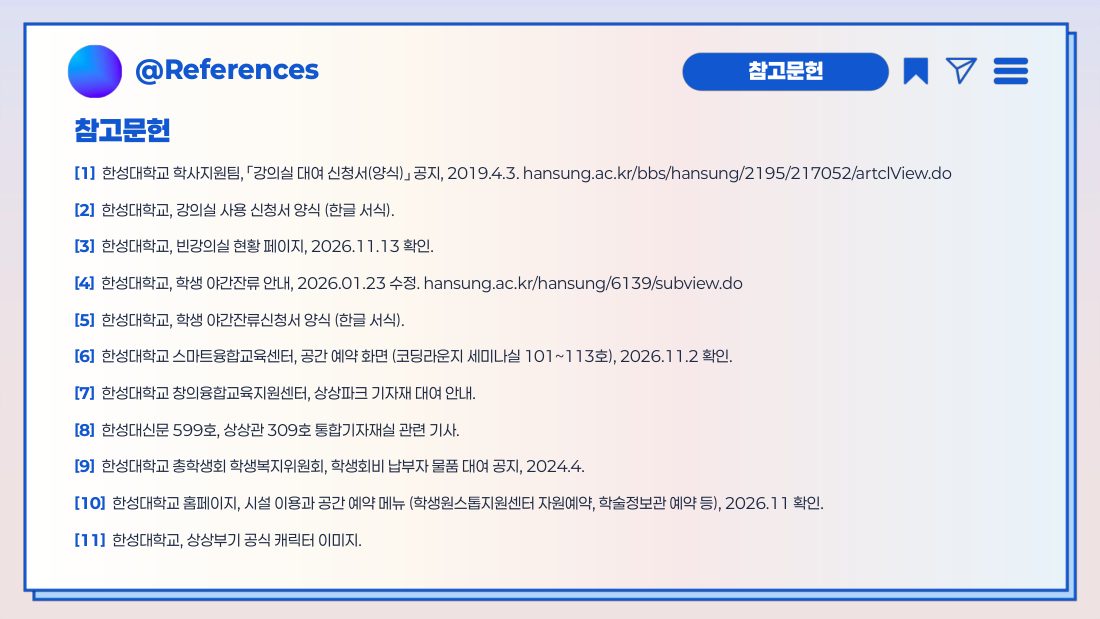 @References
참고문헌
참고문헌
[1] 한성대학교 학사지원팀, 「강의실 대여 신청서(양식)」 공지, 2019.4.3. hansung.ac.kr/bbs/hansung/2195/217052/artclView.do
[2] 한성대학교, 강의실 사용 신청서 양식 (한글 서식).
[3] 한성대학교, 빈강의실 현황 페이지, 2026.11.13 확인.
[4] 한성대학교, 학생 야간잔류 안내, 2026.01.23 수정. hansung.ac.kr/hansung/6139/subview.do
[5] 한성대학교, 학생 야간잔류신청서 양식 (한글 서식).
[6] 한성대학교 스마트융합교육센터, 공간 예약 화면 (코딩라운지 세미나실 101~113호), 2026.11.2 확인.
[7] 한성대학교 창의융합교육지원센터, 상상파크 기자재 대여 안내.
[8] 한성대신문 599호, 상상관 309호 통합기자재실 관련 기사.
[9] 한성대학교 총학생회 학생복지위원회, 학생회비 납부자 물품 대여 공지, 2024.4.
[10] 한성대학교 홈페이지, 시설 이용과 공간 예약 메뉴 (학생원스톱지원센터 자원예약, 학술정보관 예약 등), 2026.11 확인.
[11] 한성대학교, 상상부기 공식 캐릭터 이미지.